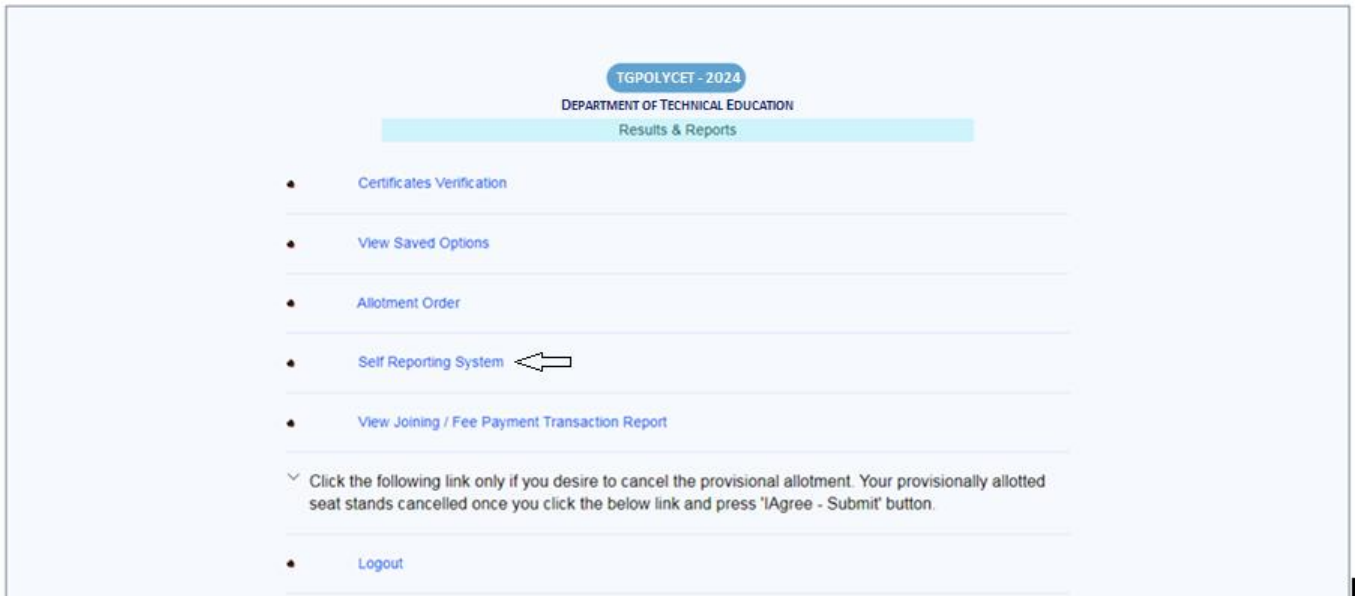 TGPOLYCET - 2024
DEPARTMENT OF TECHNICAL EDUCATION
Results & Reports
Certificates Verification
View Saved Options
Allotment Order
Self Reporting System
View Joining / Fee Payment Transaction Report
Click the following link only if you desire to cancel the provisional allotment. Your provisionally allotted
seat stands cancelled once you click the below link and press 'IAgree - Submit' button.
Logout